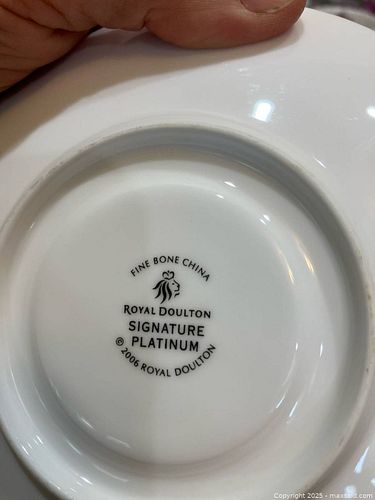 FINE BONE CHINA
ROYAL DOULTON
SIGNATURE
PLATINUM
© 2006 ROYAL DOULTON
Copyright 2025 - maxsold.com